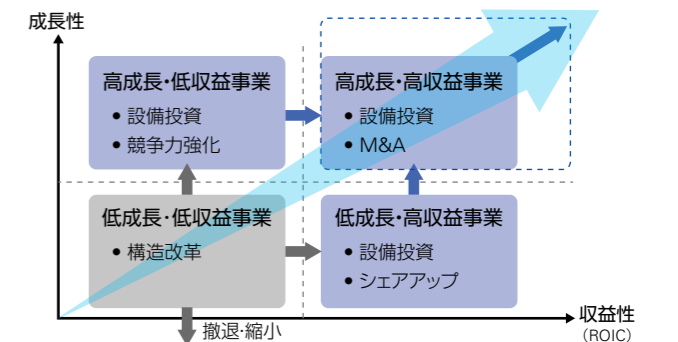 成長性
高成長・低収益事業
• 設備投資
• 競争力強化
高成長・高収益事業
• 設備投資
• M&A
低成長・低収益事業
• 構造改革
低成長・高収益事業
• 設備投資
• シェアアップ
撤退・縮小
収益性
（ROIC）